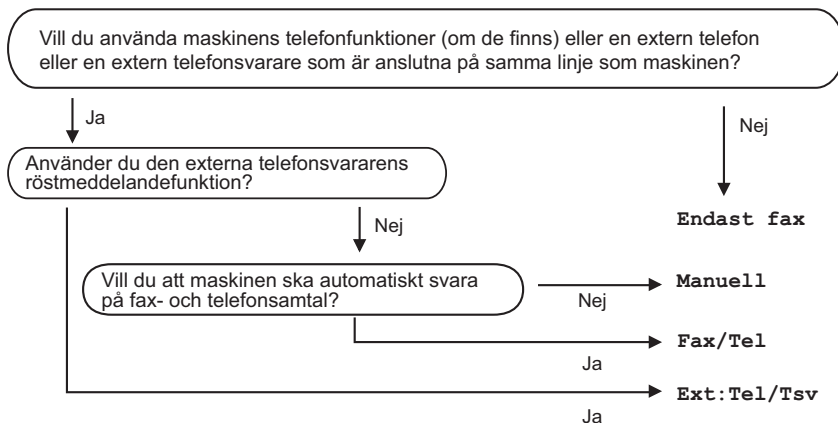 Vill du använda maskinens telefonfunktioner (om de finns) eller en extern telefon
eller en extern telefonsvarare som är anslutna på samma linje som maskinen?
Ja
Nej
Använder du den externa telefonsvararens
röstmeddelandefunktion?
Endast fax
Nej
Vill du att maskinen ska automatiskt svara
på fax- och telefonsamtal?
Nej
Manuell
Ja
Fax/Tel
Ja
Ext:Tel/Tsv